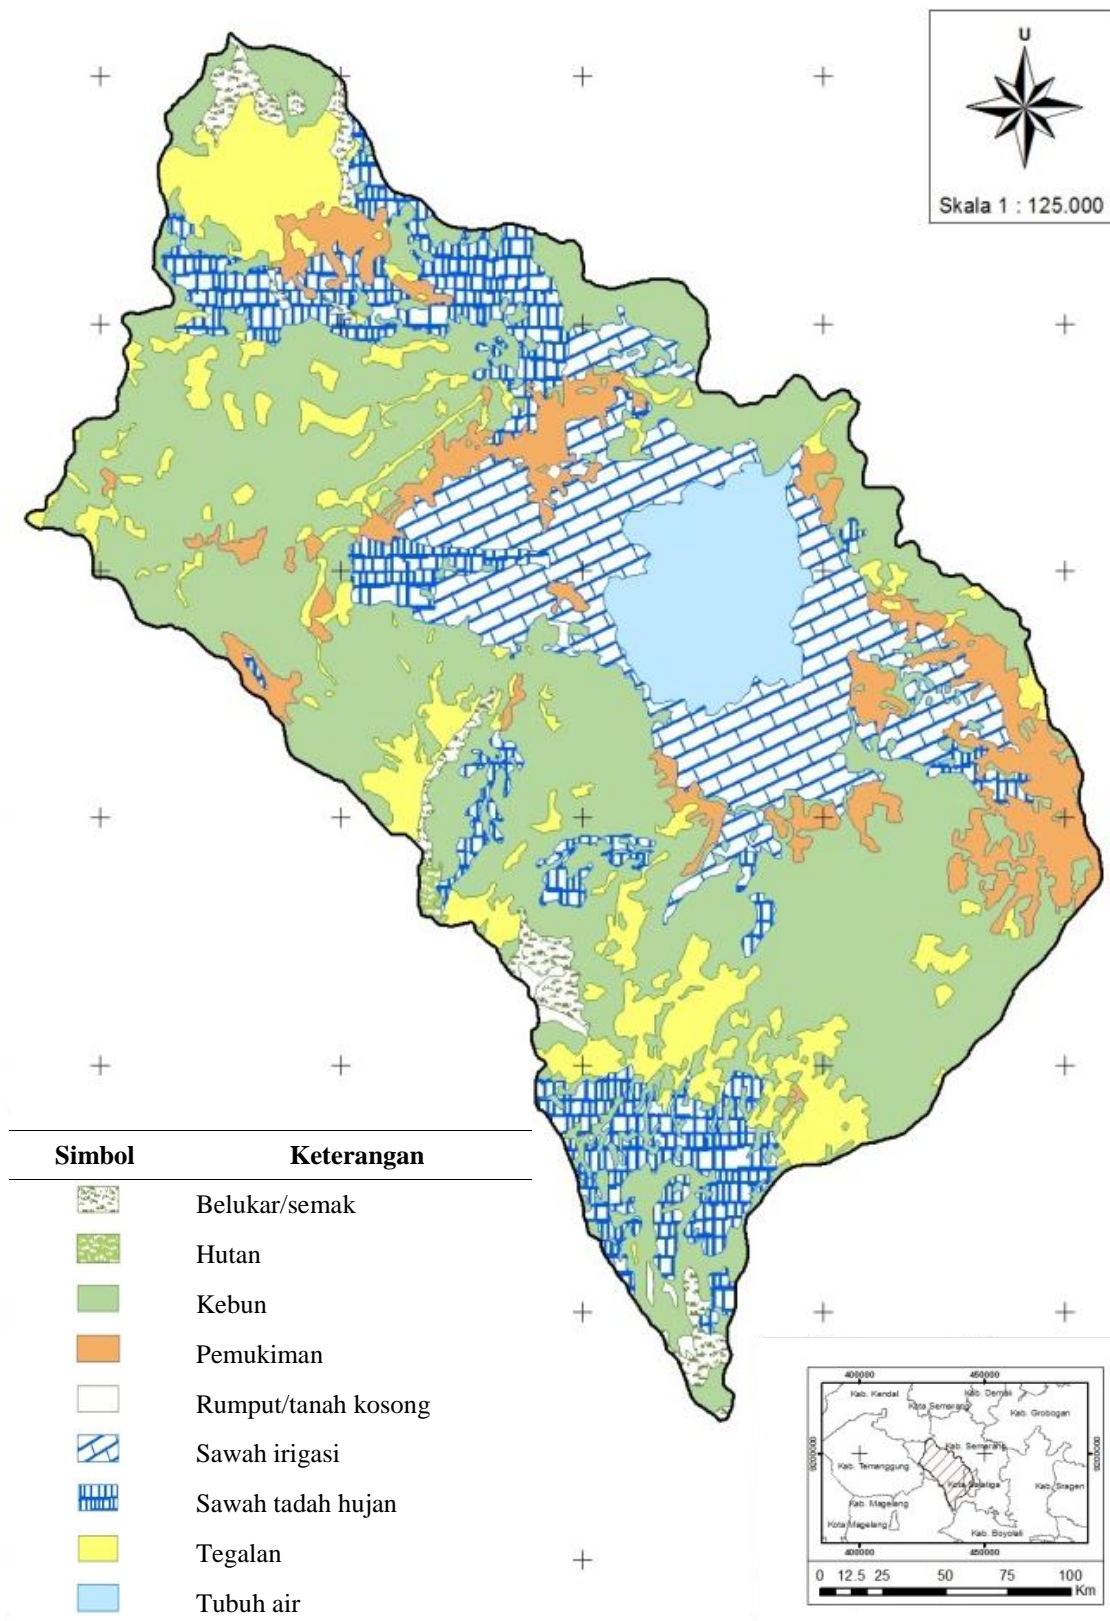 U
Skala 1 : 125.000
Simbol Keterangan
Belukar/semak
Hutan
Kebun
Pemukiman
Rumput/tanah kosong
Sawah irigasi
Sawah tadah hujan
Tegalan
Tubuh air
400000 450000
Kab. Kendal Kab. Demak
Kota Semarang Kab. Grobogan
Kab. Semarang
9200000 Kab. Temanggung 9200000
Kota Salatiga Kab. Sragen
Kab. Magelang
Kota Magelang Kab. Boyolali
400000 450000
0 12.5 25 50 75 100
Km